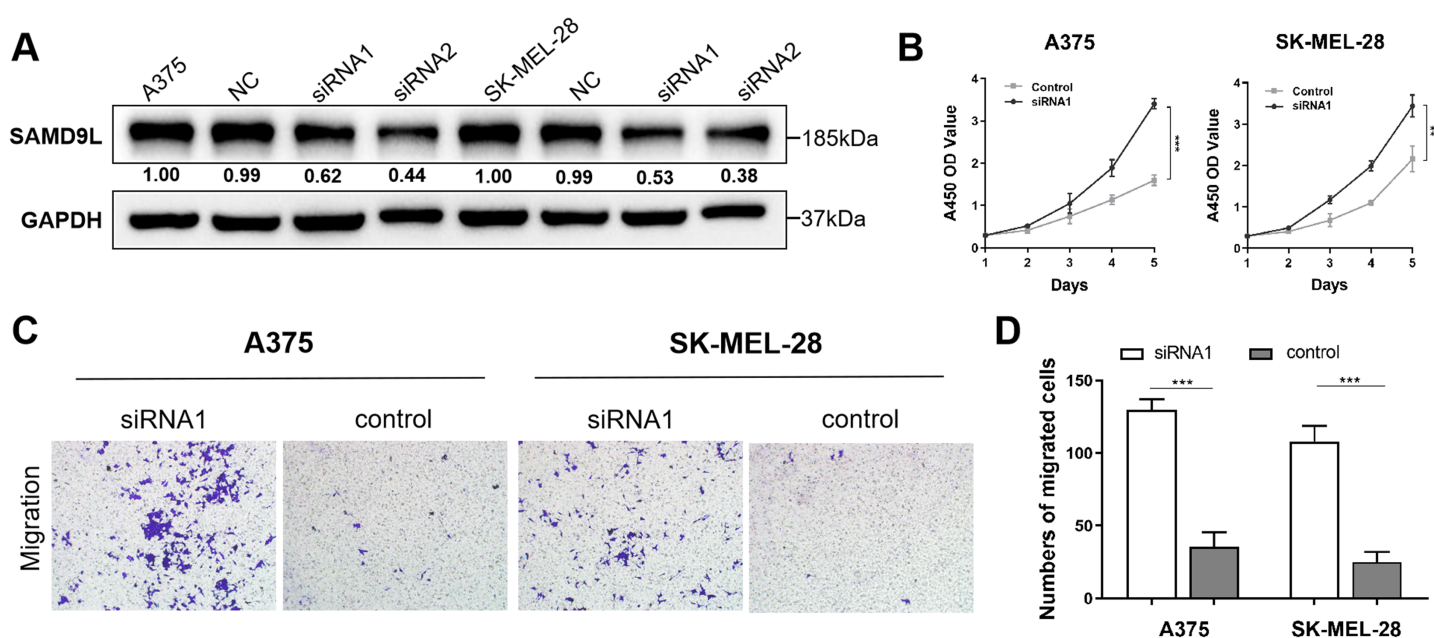 A
A375
NC
siRNA1
siRNA2
SK-MEL-28
NC
siRNA1
siRNA2
SAMD9L
185kDa
1.00 0.99 0.62 0.44 1.00 0.99 0.53 0.38
GAPDH
37kDa
B
A375
A450 OD Value
4
3
2
1
0
Control
siRNA1
***
1 2 3 4 5
Days
SK-MEL-28
A450 OD Value
4
3
2
1
0
Control
siRNA1
**
1 2 3 4 5
Days
C
A375
SK-MEL-28
siRNA1 control siRNA1 control
Migration
D
siRNA1 control
Numbers of migrated cells
150
100
50
0
*** ***
A375 SK-MEL-28